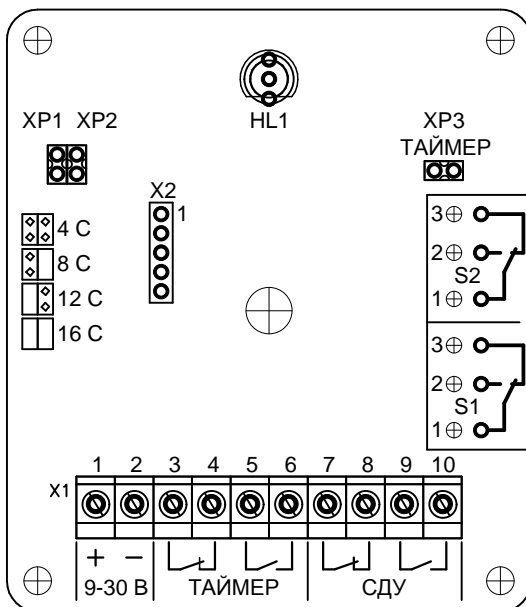 HL1
XP1 XP2
XP3
ТАЙМЕР
X2
1
4 С
8 С
12 С
16 С
3
2
S2
1
3
2
S1
1
1 2 3 4 5 6 7 8 9 10
X1
+ −
9-30 В ТАЙМЕР СДУ